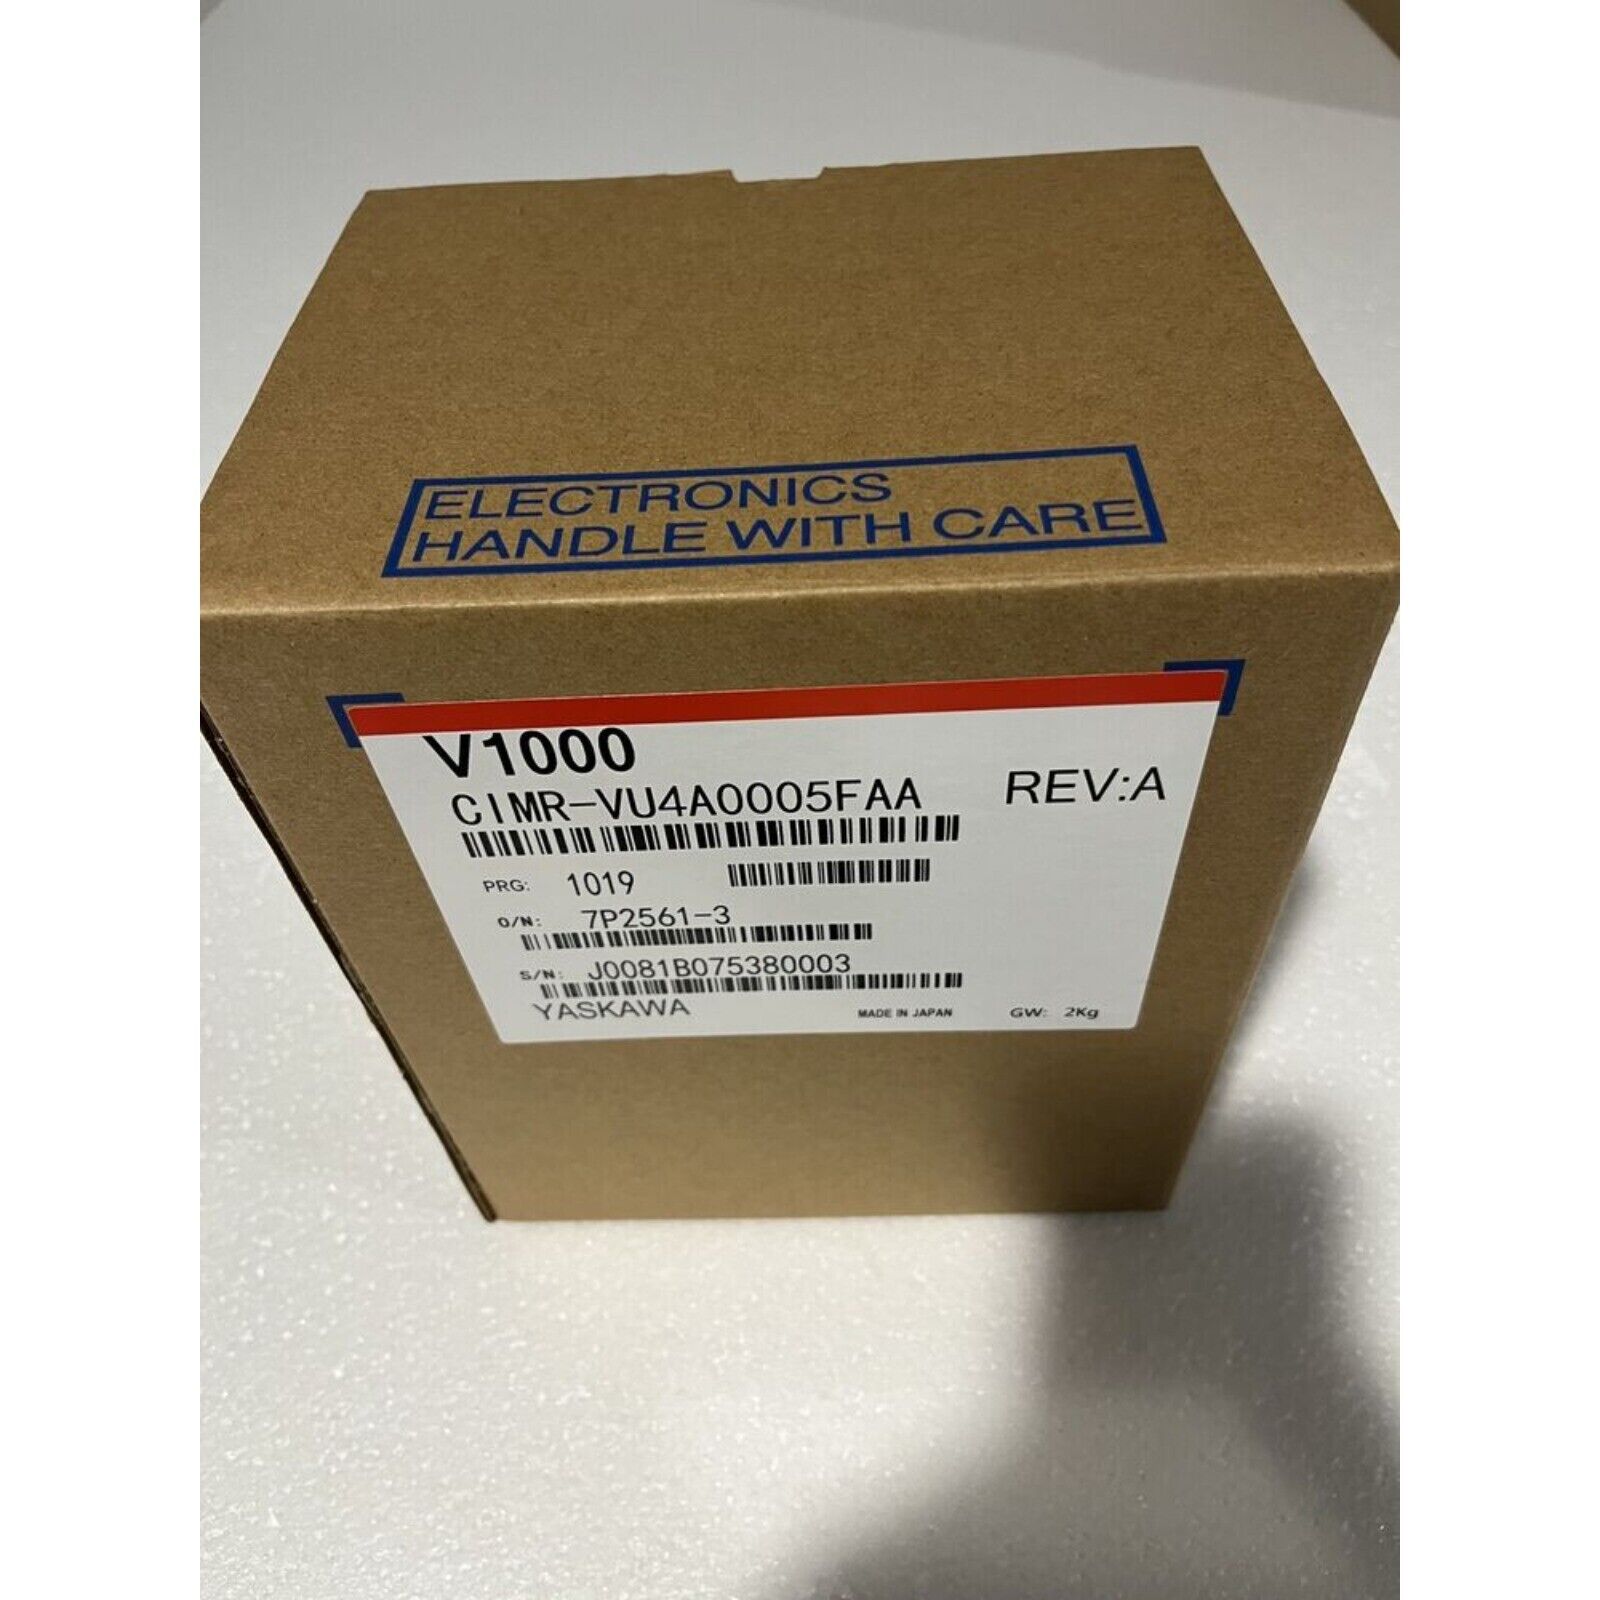 ELECTRONICS
HANDLE WITH CARE
V1000
CIMR-VU4A0005FAA REV:A
PRG: 1019
O/N: 7P2561-3
S/N: J0081B075380003
YASKAWA MADE IN JAPAN GW: 2Kg